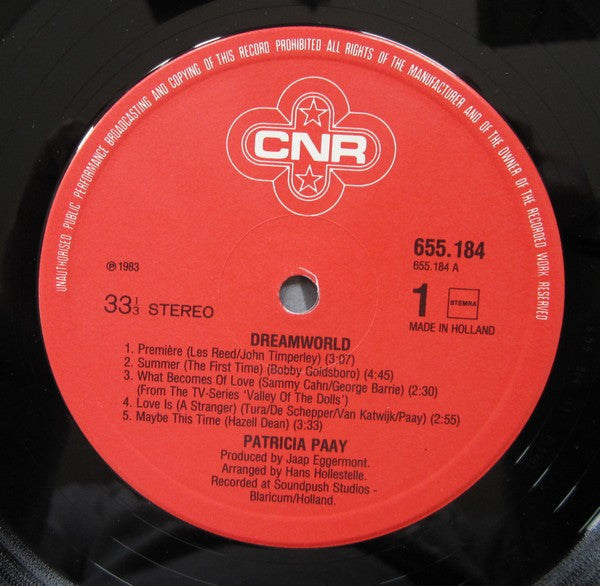 UNAUTHORISED PUBLIC PERFORMANCE BROADCASTING AND COPYING OF THIS RECORD PROHIBITED ALL RIGHTS OF THE MANUFACTURER AND OF THE OWNER OF THE RECORDED WORK RESERVED
CNR
655.184
655.184 A
℗ 1983
33⅓ STEREO
1 STEMRA
MADE IN HOLLAND
DREAMWORLD
1. Première (Les Reed/John Timperley) (3:07)
2. Summer (The First Time) (Bobby Goldsboro) (4:45)
3. What Becomes Of Love (Sammy Cahn/George Barrie) (2:30)
(From The TV-Series 'Valley Of The Dolls')
4. Love Is (A Stranger) (Tura/De Schepper/Van Katwijk/Paay) (2:55)
5. Maybe This Time (Hazell Dean) (3:33)
PATRICIA PAAY
Produced by Jaap Eggermont.
Arranged by Hans Hollestelle.
Recorded at Soundpush Studios -
Blaricum/Holland.